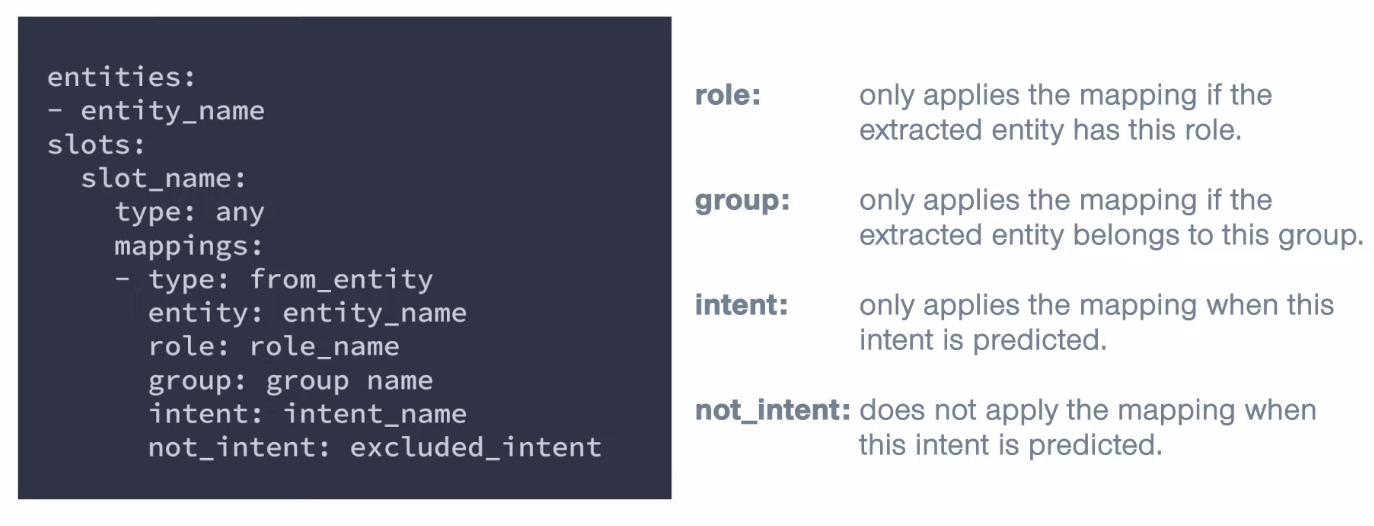 entities:
- entity_name
slots:
  slot_name:
    type: any
    mappings:
    - type: from_entity
      entity: entity_name
      role: role_name
      group: group name
      intent: intent_name
      not_intent: excluded_intent
role: only applies the mapping if the
extracted entity has this role.
group: only applies the mapping if the
extracted entity belongs to this group.
intent: only applies the mapping when this
intent is predicted.
not_intent: does not apply the mapping when
this intent is predicted.